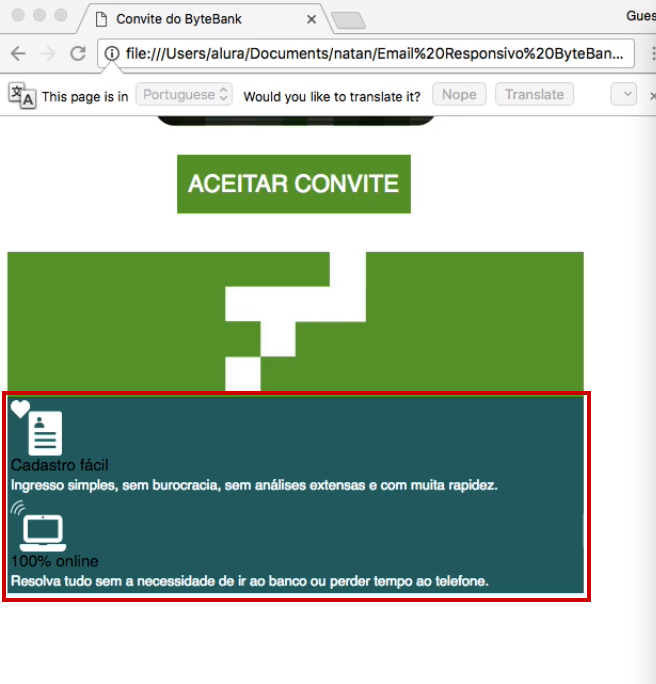 Convite do ByteBank
Gues
file:///Users/alura/Documents/natan/Email%20Responsivo%20ByteBan...
This page is in Portuguese Would you like to translate it? Nope Translate
ACEITAR CONVITE
Cadastro fácil
Ingresso simples, sem burocracia, sem análises extensas e com muita rapidez.
100% online
Resolva tudo sem a necessidade de ir ao banco ou perder tempo ao telefone.